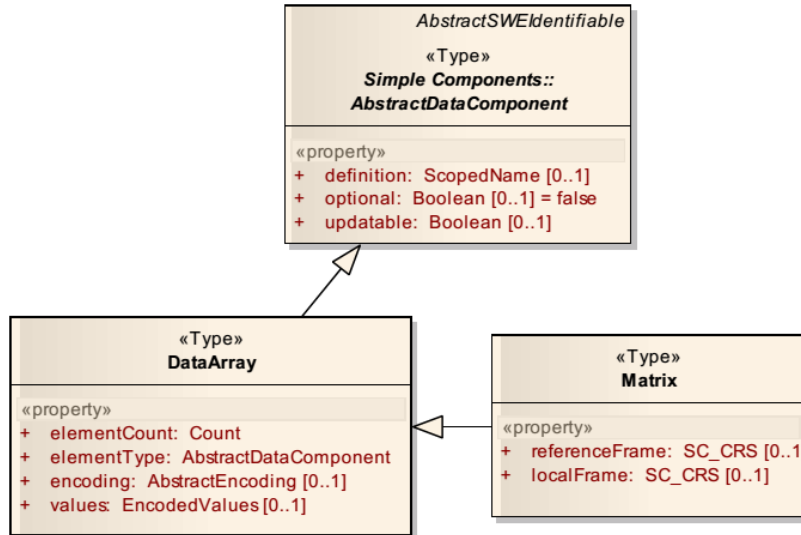 AbstractSWEIdentifiable
«Type»
Simple Components::
AbstractDataComponent
«property»
+ definition: ScopedName [0..1]
+ optional: Boolean [0..1] = false
+ updatable: Boolean [0..1]
«Type»
DataArray
«property»
+ elementCount: Count
+ elementType: AbstractDataComponent
+ encoding: AbstractEncoding [0..1]
+ values: EncodedValues [0..1]
«Type»
Matrix
«property»
+ referenceFrame: SC_CRS [0..1
+ localFrame: SC_CRS [0..1]